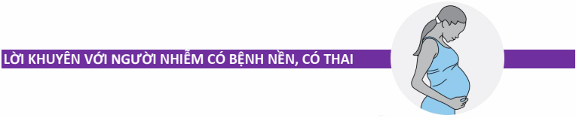 LỜI KHUYÊN VỚI NGƯỜI NHIỄM CÓ BỆNH NỀN, CÓ THAI